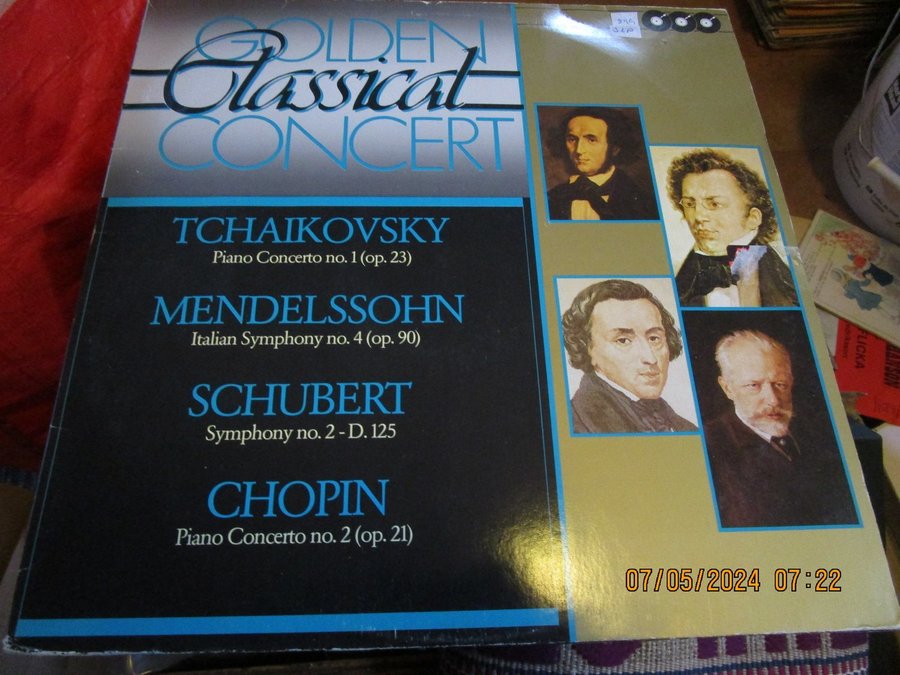 GOLDEN
Classical
CONCERT
TCHAIKOVSKY
Piano Concerto no. 1 (op. 23)
MENDELSSOHN
Italian Symphony no. 4 (op. 90)
SCHUBERT
Symphony no. 2 - D. 125
CHOPIN
Piano Concerto no. 2 (op. 21)
07/05/2024 07:22